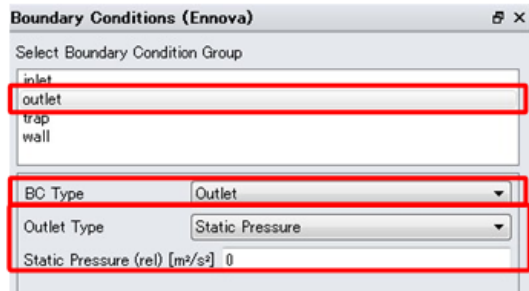 Boundary Conditions (Ennova)
Select Boundary Condition Group
inlet
outlet
trap
wall
BC Type Outlet
Outlet Type Static Pressure
Static Pressure (rel) [m²/s²] 0